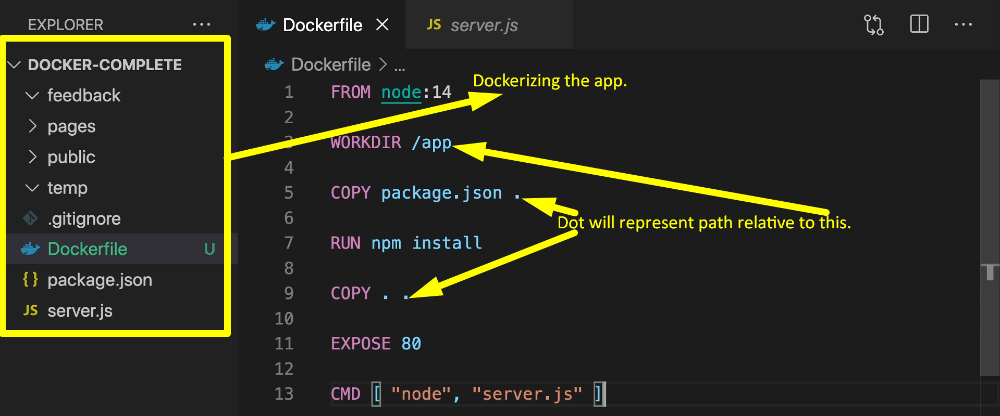 EXPLORER ...
Dockerfile
JS server.js
DOCKER-COMPLETE
feedback
pages
public
temp
.gitignore
Dockerfile U
{} package.json
JS server.js
Dockerfile > ...
Dockerizing the app.
1 FROM node:14
2
3 WORKDIR /app
4
5 COPY package.json .
6
Dot will represent path relative to this.
7 RUN npm install
8
9 COPY . .
10
11 EXPOSE 80
12
13 CMD [ "node", "server.js" ]